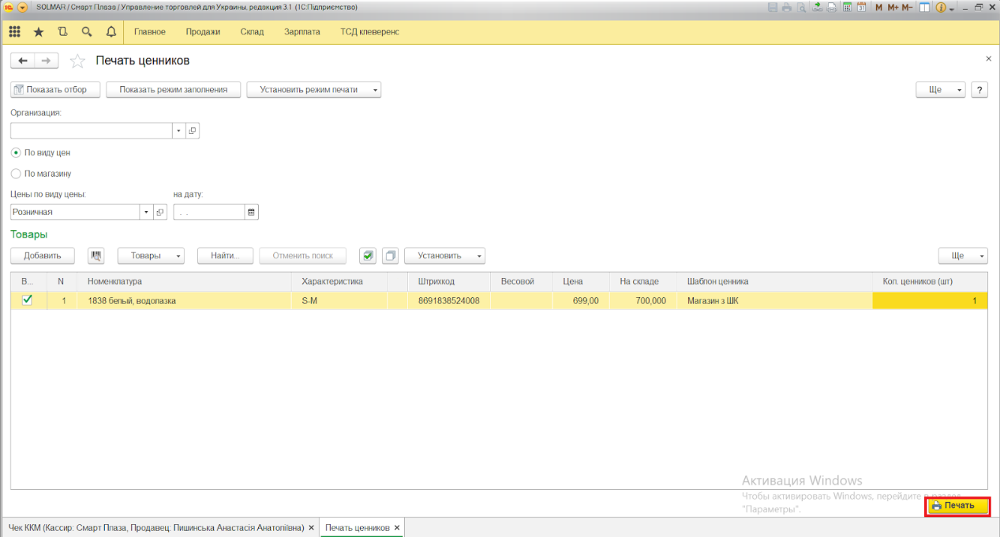 SOLMAR / Смарт Плаза / Управление торговлей для Украины, редакция 3.1 (1С:Підприємство)
M M+ M-
Главное Продажи Склад Зарплата ТСД клеверенс
Печать ценников
Показать отбор Показать режим заполнения Установить режим печати Ще ?
Организация:
По виду цен
По магазину
Цены по виду цены: на дату:
Розничная . .
Товары
Добавить Товары Найти... Отменить поиск Установить Ще
В... N Номенклатура Характеристика Штрихкод Весовой Цена На складе Шаблон ценника Кол. ценников (шт)
1 1838 белый, водолазка S-M 8691838524008 699,00 700,000 Магазин з ШК 1
Активация Windows
Чтобы активировать Windows, перейдите в раздел
"Параметры".
Печать
Чек ККМ (Кассир: Смарт Плаза, Продавец: Пишинська Анастасія Анатоліївна) × Печать ценников ×